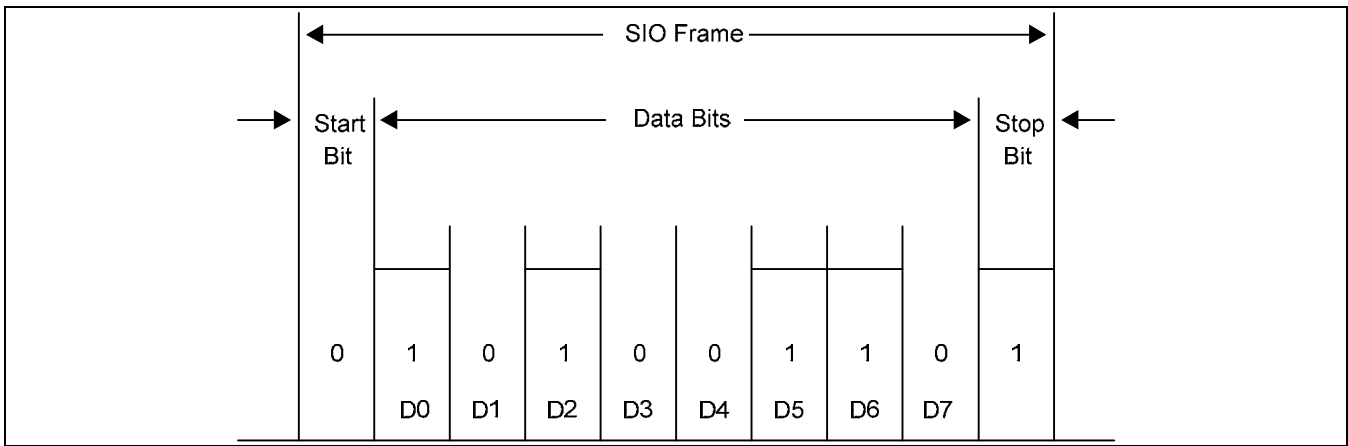 SIO Frame
Start Bit
Data Bits
Stop Bit
0 1 0 1 0 0 1 1 0 1
D0 D1 D2 D3 D4 D5 D6 D7